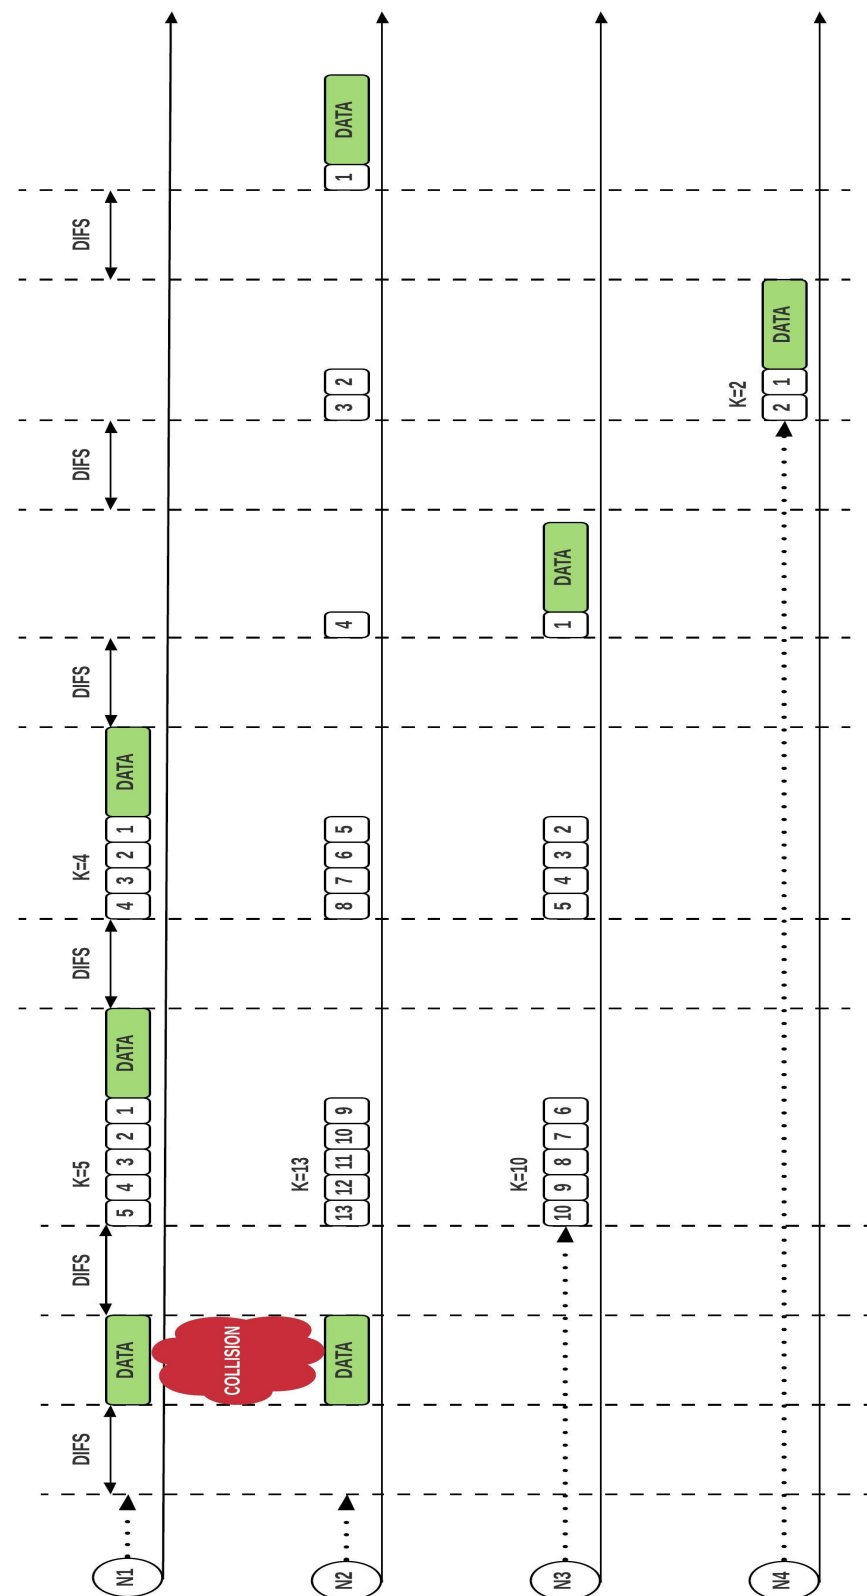 DIFS DIFS K=5 DIFS K=4 DIFS DIFS DIFS
N1 DATA 5 4 3 2 1 DATA 4 3 2 1 DATA
COLLISION
K=13
N2 DATA 13 12 11 10 9 8 7 6 5 4 3 2 1 DATA
K=10
N3 10 9 8 7 6 5 4 3 2 1 DATA
K=2
N4 2 1 DATA